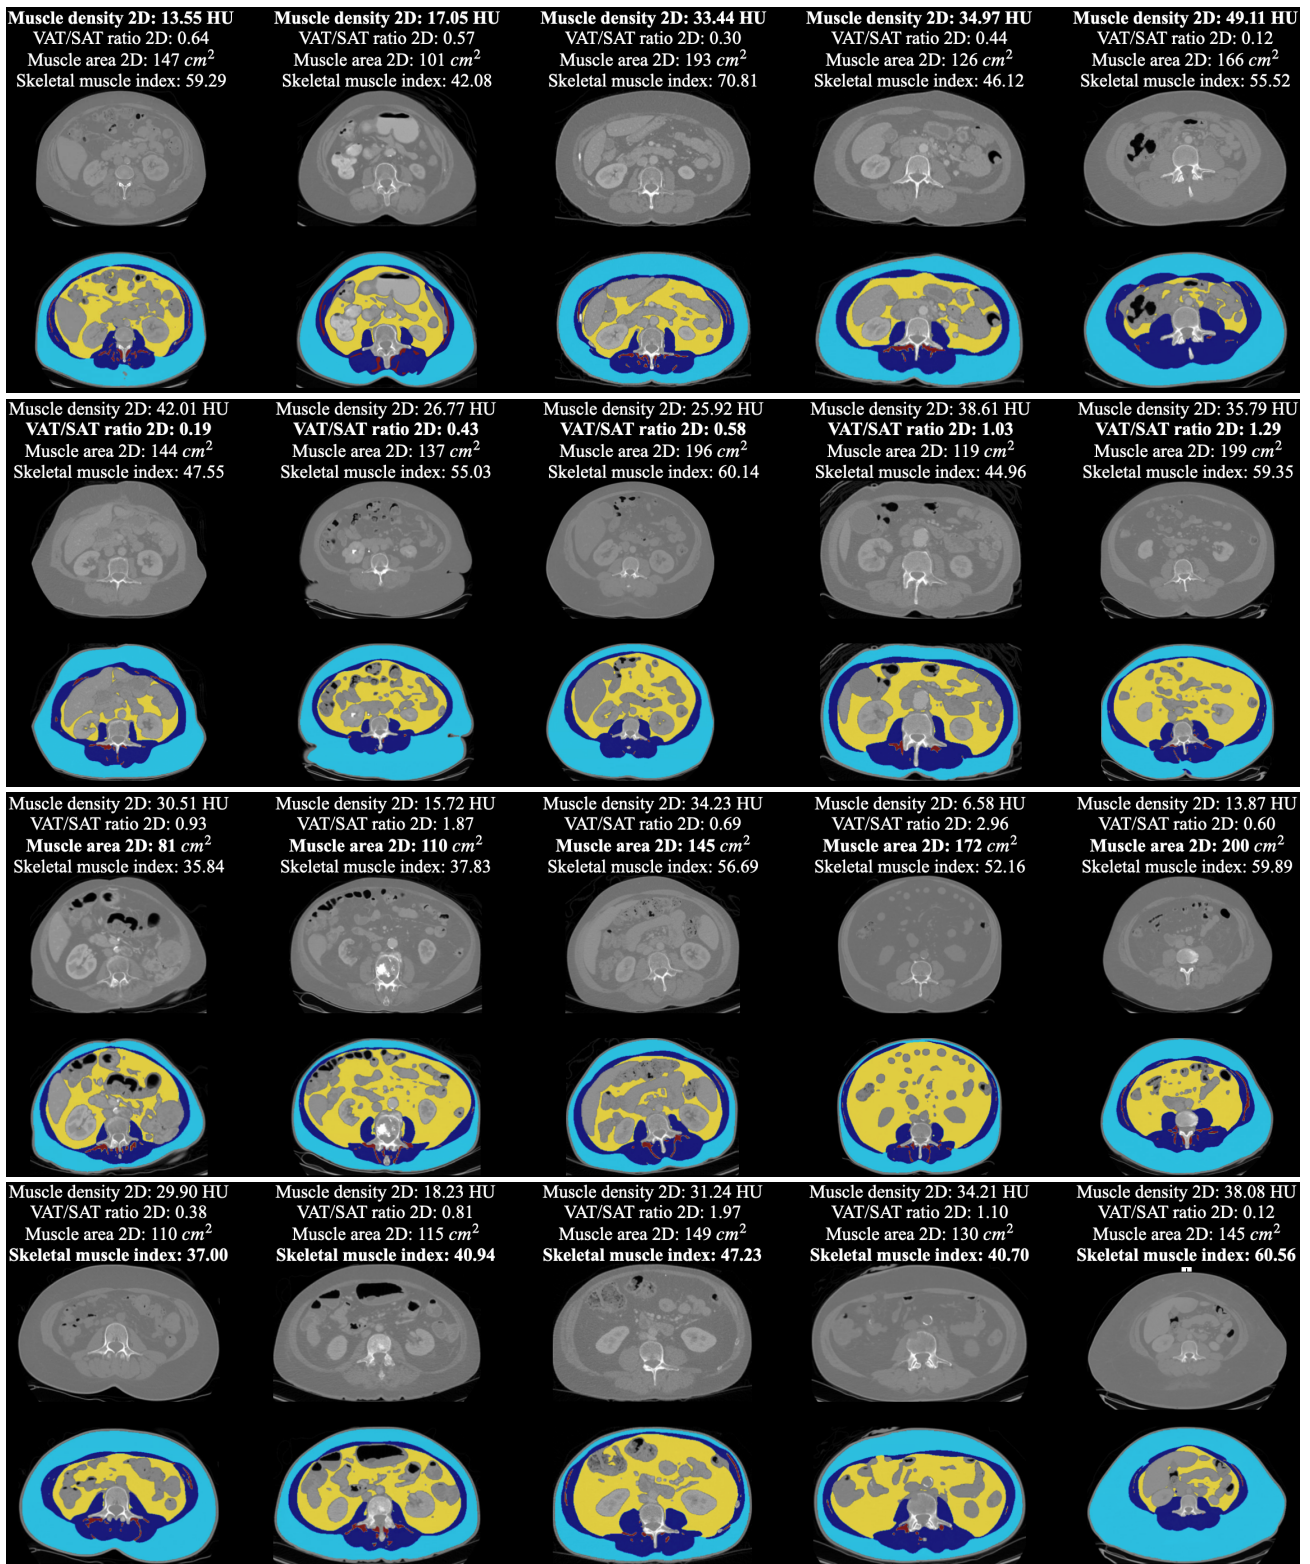 Muscle density 2D: 13.55 HU
VAT/SAT ratio 2D: 0.64
Muscle area 2D: 147 cm²
Skeletal muscle index: 59.29
Muscle density 2D: 17.05 HU
VAT/SAT ratio 2D: 0.57
Muscle area 2D: 101 cm²
Skeletal muscle index: 42.08
Muscle density 2D: 33.44 HU
VAT/SAT ratio 2D: 0.30
Muscle area 2D: 193 cm²
Skeletal muscle index: 70.81
Muscle density 2D: 34.97 HU
VAT/SAT ratio 2D: 0.44
Muscle area 2D: 126 cm²
Skeletal muscle index: 46.12
Muscle density 2D: 49.11 HU
VAT/SAT ratio 2D: 0.12
Muscle area 2D: 166 cm²
Skeletal muscle index: 55.52
Muscle density 2D: 42.01 HU
VAT/SAT ratio 2D: 0.19
Muscle area 2D: 144 cm²
Skeletal muscle index: 47.55
Muscle density 2D: 26.77 HU
VAT/SAT ratio 2D: 0.43
Muscle area 2D: 137 cm²
Skeletal muscle index: 55.03
Muscle density 2D: 25.92 HU
VAT/SAT ratio 2D: 0.58
Muscle area 2D: 196 cm²
Skeletal muscle index: 60.14
Muscle density 2D: 38.61 HU
VAT/SAT ratio 2D: 1.03
Muscle area 2D: 119 cm²
Skeletal muscle index: 44.96
Muscle density 2D: 35.79 HU
VAT/SAT ratio 2D: 1.29
Muscle area 2D: 199 cm²
Skeletal muscle index: 59.35
Muscle density 2D: 30.51 HU
VAT/SAT ratio 2D: 0.93
Muscle area 2D: 81 cm²
Skeletal muscle index: 35.84
Muscle density 2D: 15.72 HU
VAT/SAT ratio 2D: 1.87
Muscle area 2D: 110 cm²
Skeletal muscle index: 37.83
Muscle density 2D: 34.23 HU
VAT/SAT ratio 2D: 0.69
Muscle area 2D: 145 cm²
Skeletal muscle index: 56.69
Muscle density 2D: 6.58 HU
VAT/SAT ratio 2D: 2.96
Muscle area 2D: 172 cm²
Skeletal muscle index: 52.16
Muscle density 2D: 13.87 HU
VAT/SAT ratio 2D: 0.60
Muscle area 2D: 200 cm²
Skeletal muscle index: 59.89
Muscle density 2D: 29.90 HU
VAT/SAT ratio 2D: 0.38
Muscle area 2D: 110 cm²
Skeletal muscle index: 37.00
Muscle density 2D: 18.23 HU
VAT/SAT ratio 2D: 0.81
Muscle area 2D: 115 cm²
Skeletal muscle index: 40.94
Muscle density 2D: 31.24 HU
VAT/SAT ratio 2D: 1.97
Muscle area 2D: 149 cm²
Skeletal muscle index: 47.23
Muscle density 2D: 34.21 HU
VAT/SAT ratio 2D: 1.10
Muscle area 2D: 130 cm²
Skeletal muscle index: 40.70
Muscle density 2D: 38.08 HU
VAT/SAT ratio 2D: 0.12
Muscle area 2D: 145 cm²
Skeletal muscle index: 60.56